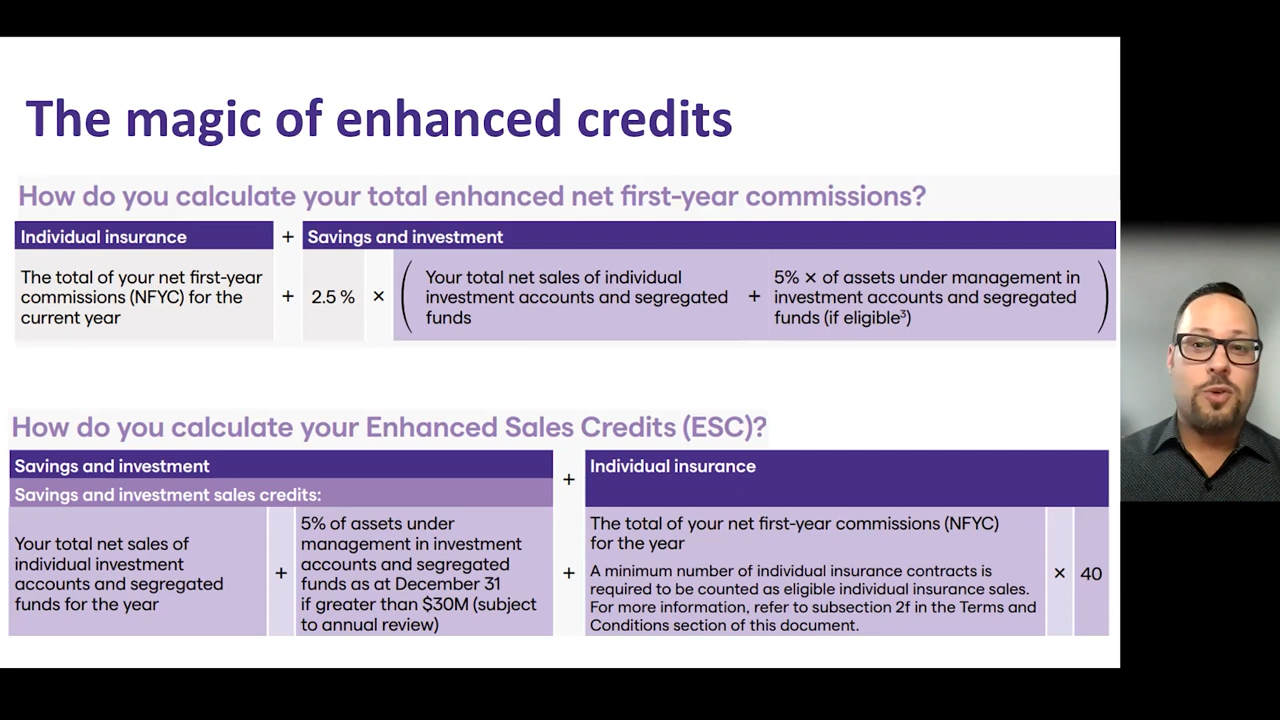 The magic of enhanced credits
How do you calculate your total enhanced net first-year commissions?
Individual insurance + Savings and investment
The total of your net first-year
commissions (NFYC) for the
current year
+
2.5 %
×
(
Your total net sales of individual
investment accounts and segregated
funds
+
5% × of assets under management in
investment accounts and segregated
funds (if eligible³)
)
How do you calculate your Enhanced Sales Credits (ESC)?
Savings and investment
Savings and investment sales credits:
+
Individual insurance
Your total net sales of
individual investment
accounts and segregated
funds for the year
+
5% of assets under
management in investment
accounts and segregated
funds as at December 31
if greater than $30M (subject
to annual review)
+
The total of your net first-year commissions (NFYC)
for the year
A minimum number of individual insurance contracts is
required to be counted as eligible individual insurance sales.
For more information, refer to subsection 2f in the Terms and
Conditions section of this document.
×
40